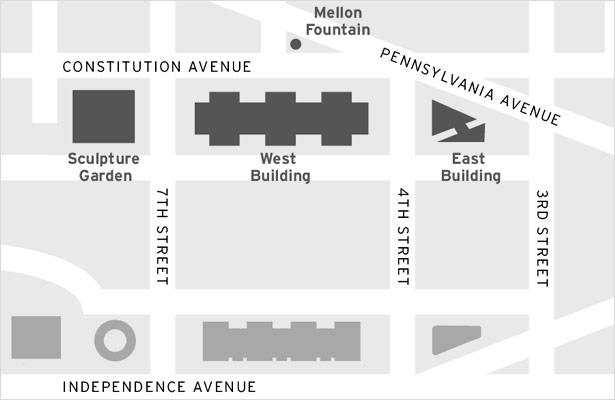 Mellon
Fountain
CONSTITUTION AVENUE
PENNSYLVANIA AVENUE
Sculpture
Garden
West
Building
East
Building
7TH STREET
4TH STREET
3RD STREET
INDEPENDENCE AVENUE